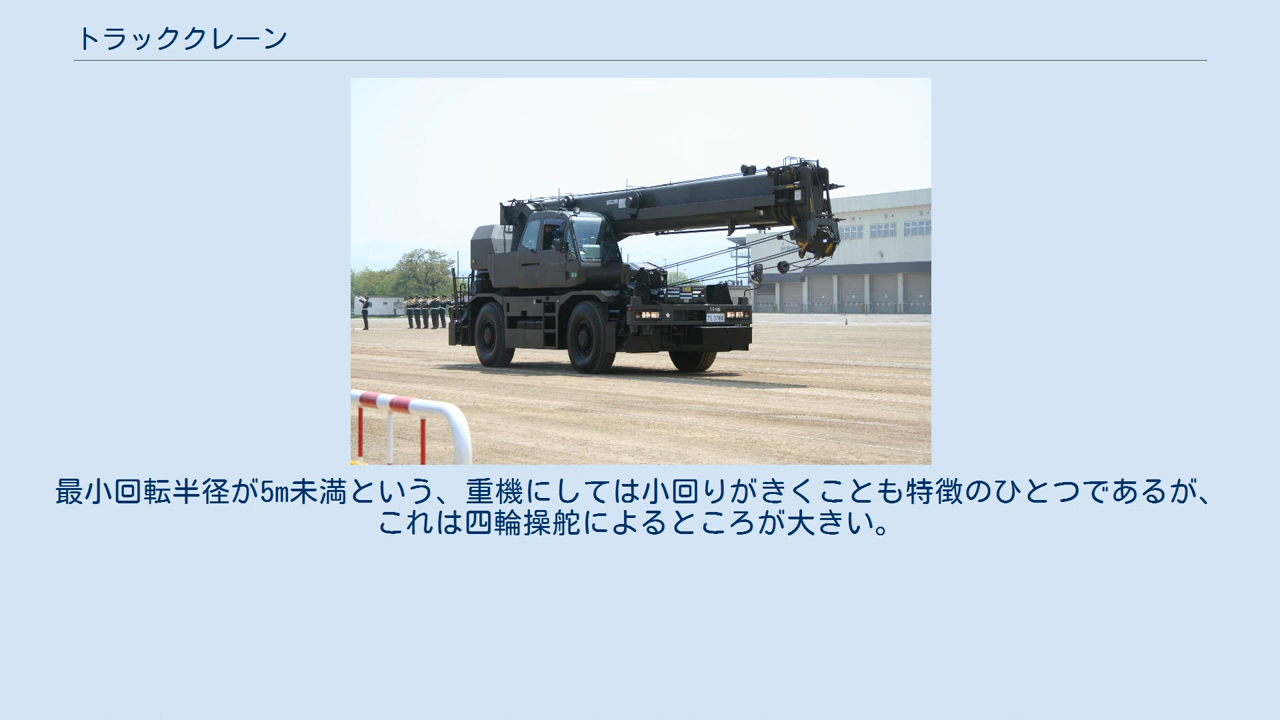 トラッククレーン
最小回転半径が5m未満という、重機にしては小回りがきくことも特徴のひとつであるが、
これは四輪操舵によるところが大きい。